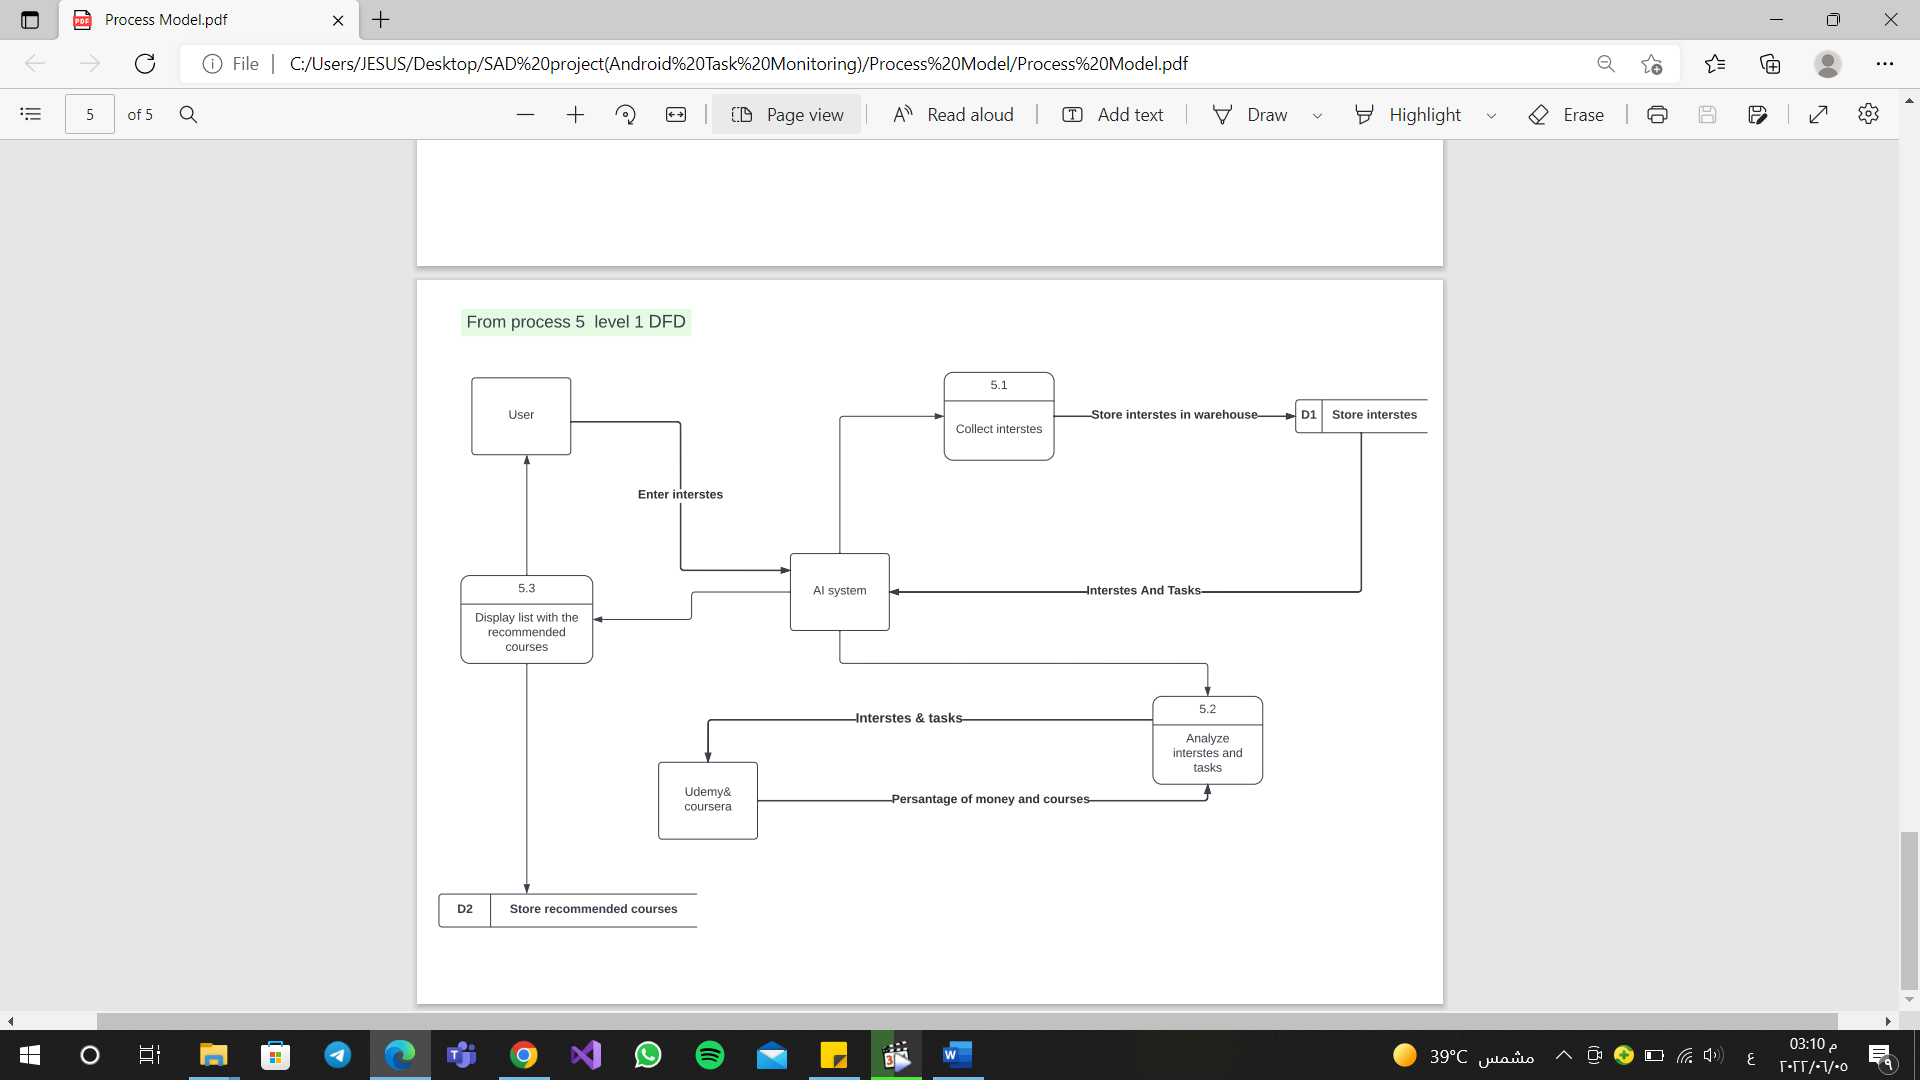 Process Model.pdf
File
C:/Users/JESUS/Desktop/SAD%20project(Android%20Task%20Monitoring)/Process%20Model/Process%20Model.pdf
5 of 5
Page view
Read aloud
Add text
Draw
Highlight
Erase
From process 5 level 1 DFD
User
5.1
Collect interstes
Store interstes in warehouse
D1 Store interstes
Enter interstes
AI system
Interstes And Tasks
5.3
Display list with the
recommended
courses
5.2
Analyze
interstes and
tasks
Interstes & tasks
Udemy&
coursera
Persantage of money and courses
D2 Store recommended courses
39°C مشمس
ع
03:10 م
٢٠٢٢/٠٦/٠٥
٩